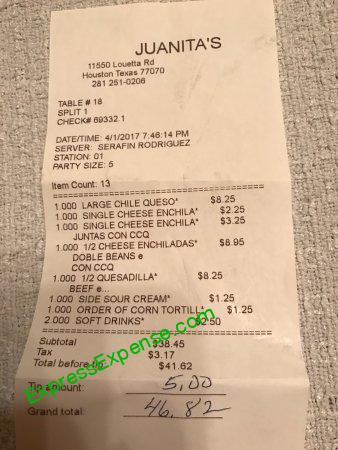 JUANITA'S
11550 Louetta Rd
Houston Texas 77070
281 251-0206
TABLE # 18
SPLIT 1
CHECK# 69332.1
DATE/TIME: 4/1/2017 7:46:14 PM
SERVER: SERAFIN RODRIGUEZ
STATION: 01
PARTY SIZE: 5
Item Count: 13
1.000 LARGE CHILE QUESO* $8.25
1.000 SINGLE CHEESE ENCHILA* $2.25
1.000 SINGLE CHEESE ENCHILA* $3.25
JUNTAS CON CCQ
1.000 1/2 CHEESE ENCHILADAS* $8.95
DOBLE BEANS e
CON CCQ
1.000 1/2 QUESADILLA* $8.25
BEEF e...
1.000 SIDE SOUR CREAM* $1.25
1.000 ORDER OF CORN TORTILL* $1.25
2.000 SOFT DRINKS* $2.50
Subtotal $38.45
Tax $3.17
Total before tip $41.62
Tip amount: 5,00
Grand total: 46.82
ExpressExpense.com